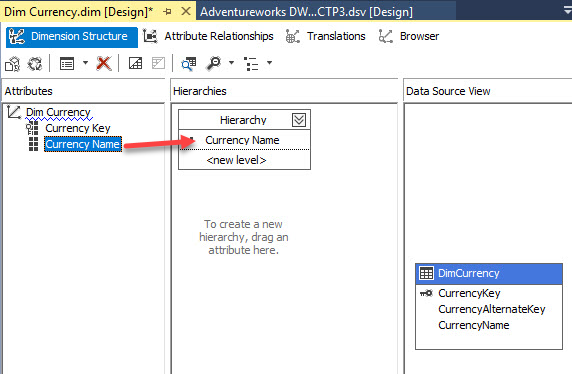 Dim Currency.dim [Design]*
Adventureworks DW...CTP3.dsv [Design]
Dimension Structure
Attribute Relationships
Translations
Browser
Attributes
Hierarchies
Data Source View
Dim Currency
Currency Key
Currency Name
Hierarchy
Currency Name
<new level>
To create a new
hierarchy, drag an
attribute here.
DimCurrency
CurrencyKey
CurrencyAlternateKey
CurrencyName